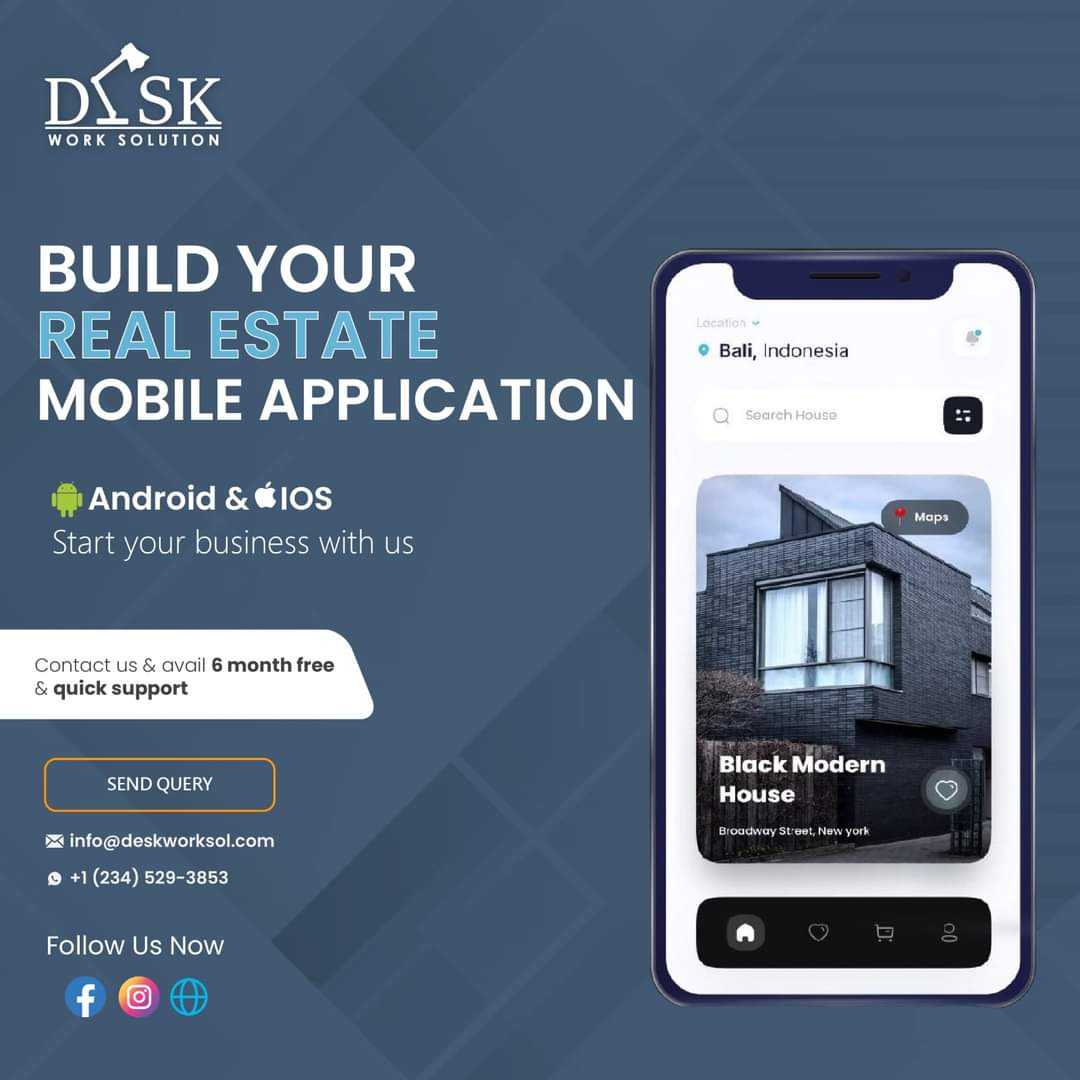 DESK
WORK SOLUTION
BUILD YOUR
REAL ESTATE
MOBILE APPLICATION
Android & IOS
Start your business with us
Contact us & avail 6 month free
& quick support
SEND QUERY
info@deskworksol.com
+1 (234) 529-3853
Follow Us Now
Location
Bali, Indonesia
Search House
Maps
Black Modern
House
Broadway Street, New york